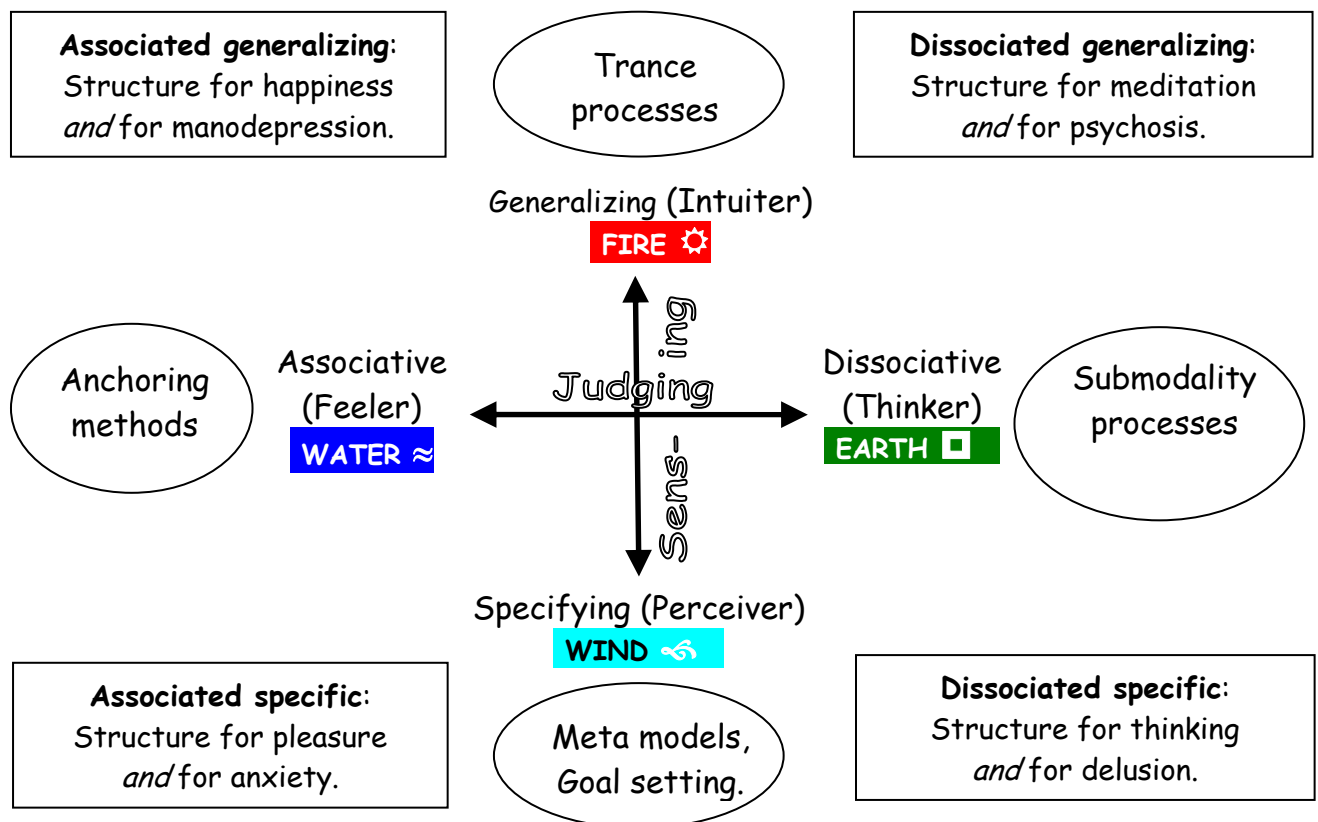 Associated generalizing:
Structure for happiness
and for manodepression.
Trance
processes
Dissociated generalizing:
Structure for meditation
and for psychosis.
Generalizing (Intuiter)
FIRE
Anchoring
methods
Associative
(Feeler)
WATER ≈
Judging
Sens-
ing
Dissociative
(Thinker)
EARTH
Submodality
processes
Specifying (Perceiver)
WIND
Associated specific:
Structure for pleasure
and for anxiety.
Meta models,
Goal setting.
Dissociated specific:
Structure for thinking
and for delusion.